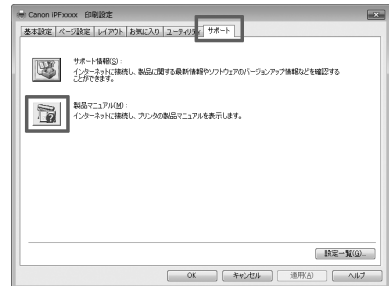 Canon iPFxxxx 印刷設定
基本設定 ページ設定 レイアウト お気に入り ユーティリティ サポート
サポート情報(S):
インターネットに接続し、製品に関する最新情報やソフトウェアのバージョンアップ情報などを確認する
ことができます。
製品マニュアル(M):
インターネットに接続し、プリンタの製品マニュアルを表示します。
設定一覧(G)...
OK キャンセル 適用(A) ヘルプ